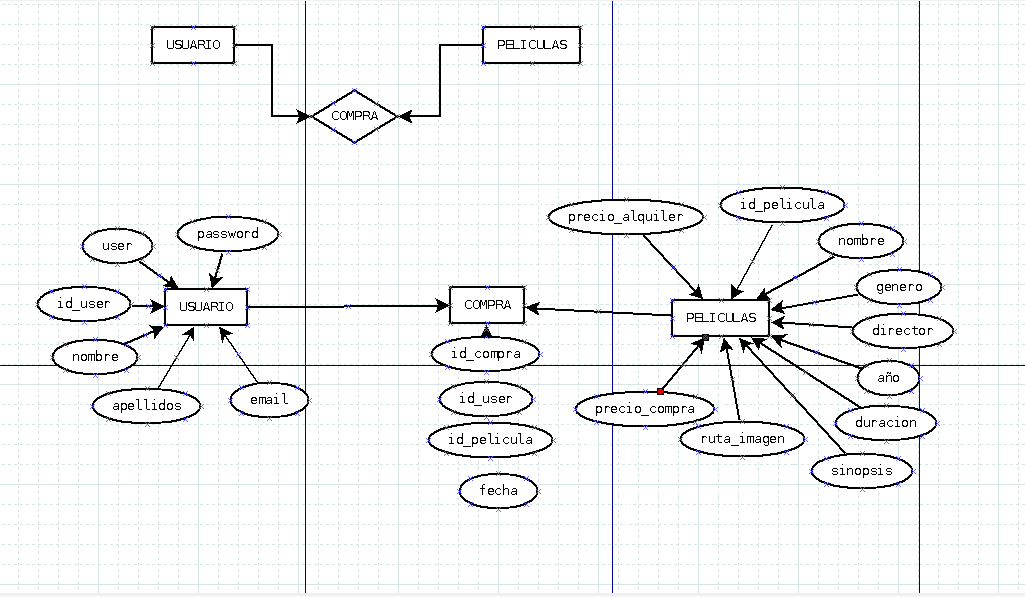 USUARIO
PELICULAS
COMPRA
precio_alquiler
id_pelicula
user
password
nombre
id_user
USUARIO
COMPRA
PELICULAS
genero
director
nombre
id_compra
año
apellidos
email
id_user
precio_compra
duracion
id_pelicula
ruta_imagen
sinopsis
fecha